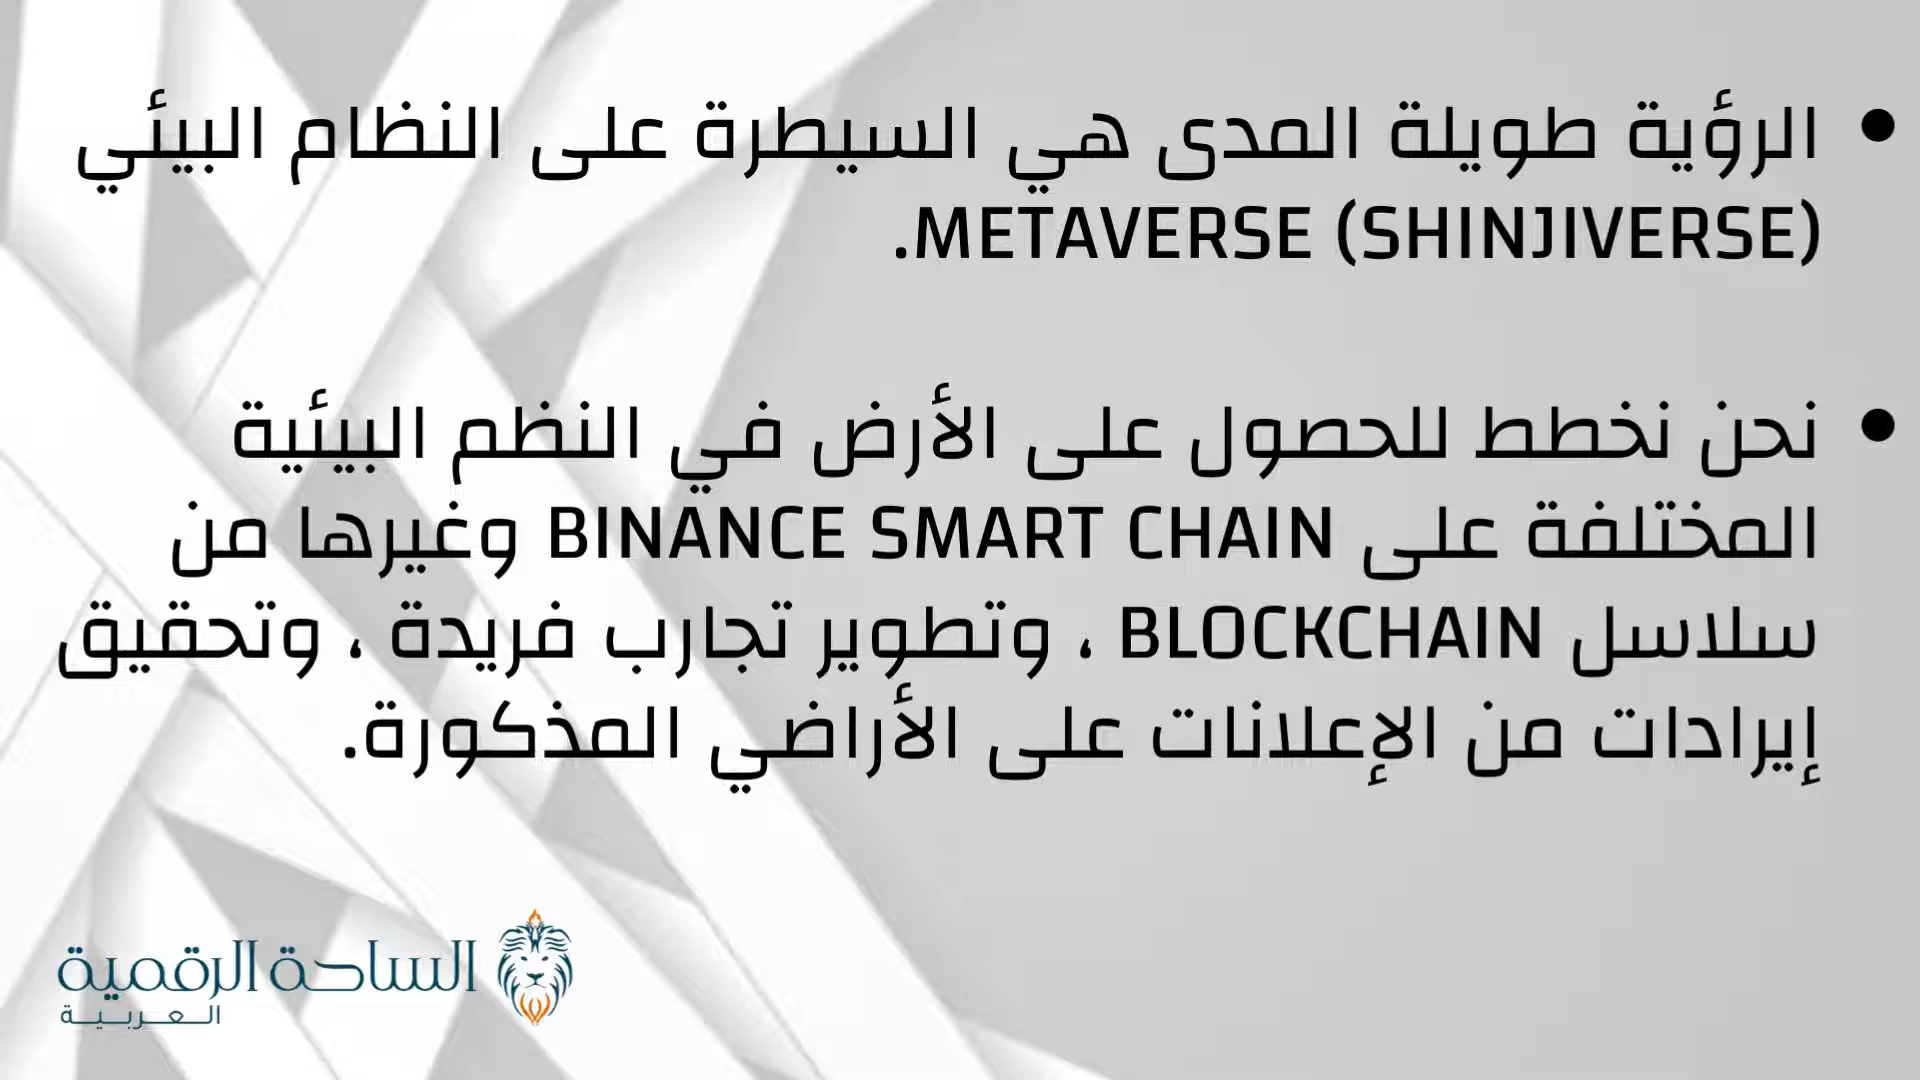 • الرؤية طويلة المدى هي السيطرة على النظام البيئي
METAVERSE (SHINJIVERSE).
• نحن نخطط للحصول على الأرض في النظم البيئية
المختلفة على BINANCE SMART CHAIN وغيرها من
سلاسل BLOCKCHAIN ، وتطوير تجارب فريدة ، وتحقيق
إيرادات من الإعلانات على الأراضي المذكورة.
الساحة الرقمية
العربية